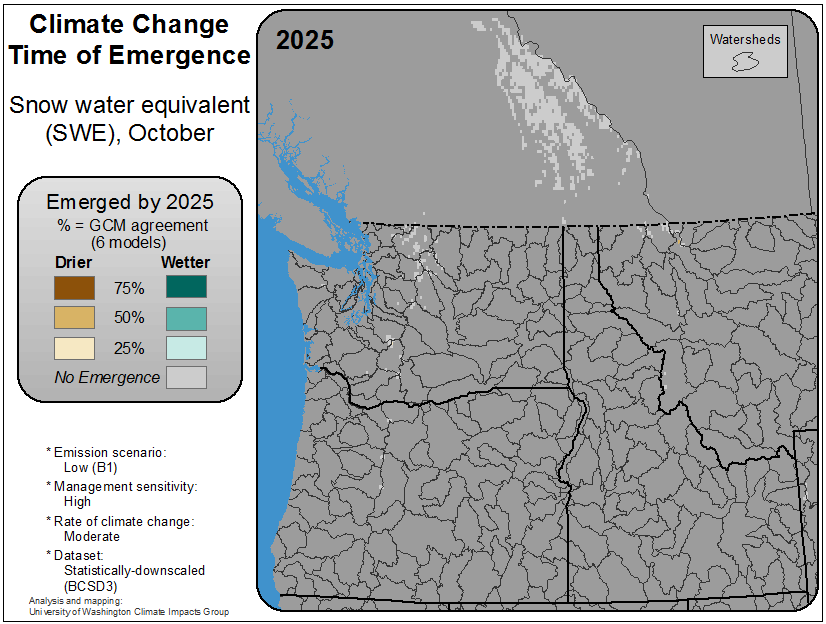 Climate Change
Time of Emergence
Snow water equivalent
(SWE), October
Emerged by 2025
% = GCM agreement
(6 models)
Drier
Wetter
75%
50%
25%
No Emergence
* Emission scenario:
Low (B1)
* Management sensitivity:
High
* Rate of climate change:
Moderate
* Dataset:
Statistically-downscaled
(BCSD3)
Analysis and mapping:
University of Washington Climate Impacts Group
2025
Watersheds